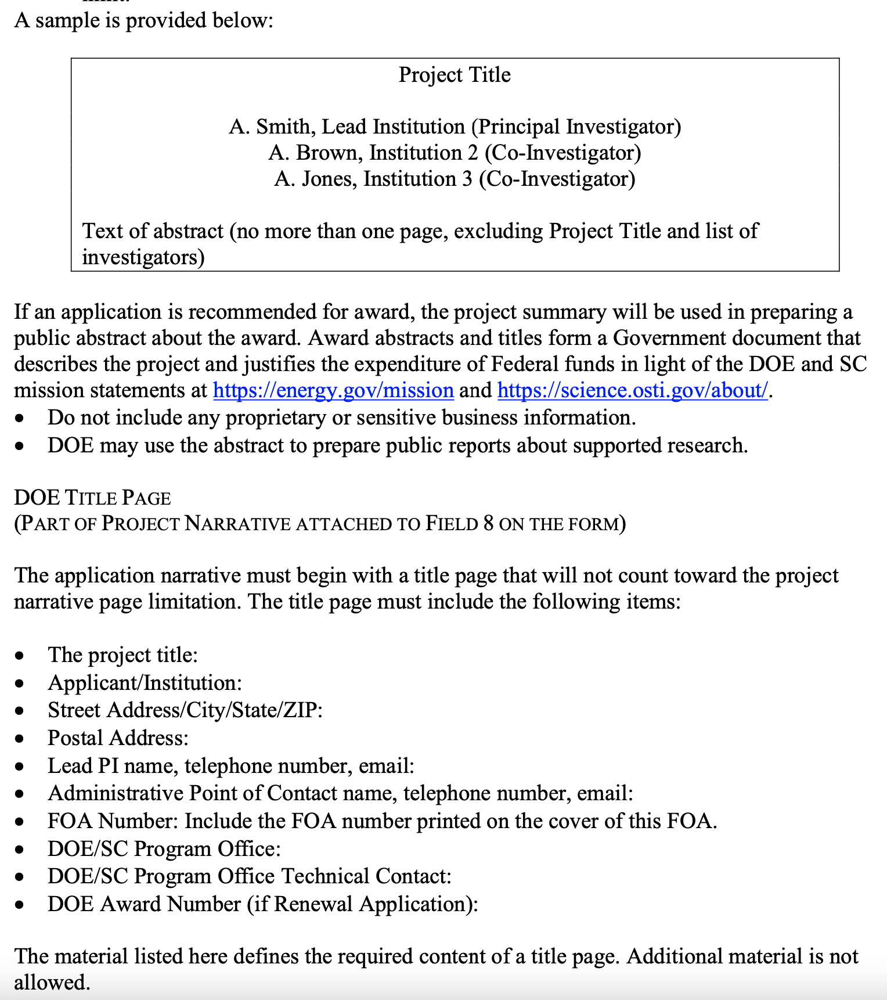 A sample is provided below:
Project Title
A. Smith, Lead Institution (Principal Investigator)
A. Brown, Institution 2 (Co-Investigator)
A. Jones, Institution 3 (Co-Investigator)
Text of abstract (no more than one page, excluding Project Title and list of
investigators)
If an application is recommended for award, the project summary will be used in preparing a
public abstract about the award. Award abstracts and titles form a Government document that
describes the project and justifies the expenditure of Federal funds in light of the DOE and SC
mission statements at https://energy.gov/mission and https://science.osti.gov/about/.
• Do not include any proprietary or sensitive business information.
• DOE may use the abstract to prepare public reports about supported research.
DOE TITLE PAGE
(PART OF PROJECT NARRATIVE ATTACHED TO FIELD 8 ON THE FORM)
The application narrative must begin with a title page that will not count toward the project
narrative page limitation. The title page must include the following items:
• The project title:
• Applicant/Institution:
• Street Address/City/State/ZIP:
• Postal Address:
• Lead PI name, telephone number, email:
• Administrative Point of Contact name, telephone number, email:
• FOA Number: Include the FOA number printed on the cover of this FOA.
• DOE/SC Program Office:
• DOE/SC Program Office Technical Contact:
• DOE Award Number (if Renewal Application):
The material listed here defines the required content of a title page. Additional material is not
allowed.